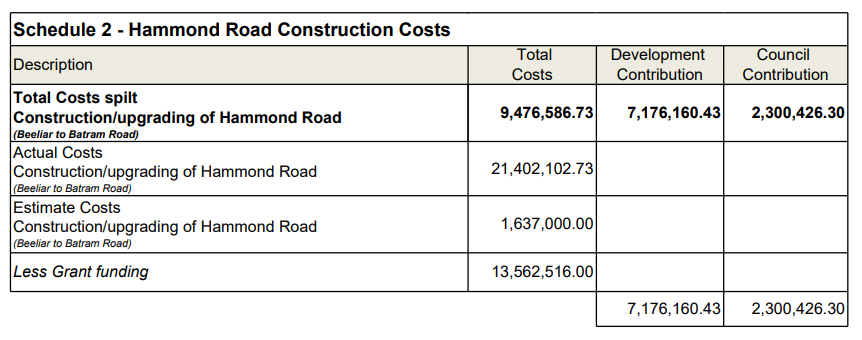 Schedule 2 - Hammond Road Construction Costs
Description Total Costs Development Contribution Council Contribution
Total Costs spilt
Construction/upgrading of Hammond Road 9,476,586.73 7,176,160.43 2,300,426.30
(Beeliar to Batram Road)
Actual Costs
Construction/upgrading of Hammond Road 21,402,102.73
(Beeliar to Batram Road)
Estimate Costs
Construction/upgrading of Hammond Road 1,637,000.00
(Beeliar to Batram Road)
Less Grant funding 13,562,516.00
7,176,160.43 2,300,426.30